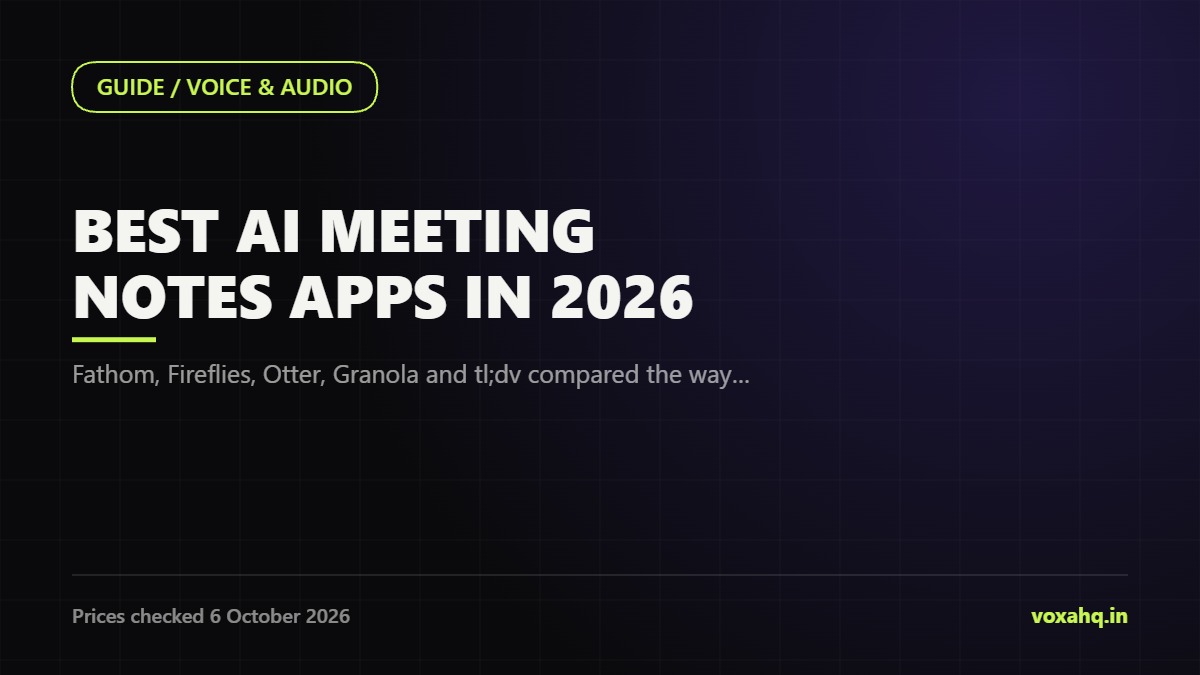 GUIDE / VOICE & AUDIO
BEST AI MEETING
NOTES APPS IN 2026
Fathom, Fireflies, Otter, Granola and tl;dv compared the way...
Prices checked 6 October 2026
voxahq.in